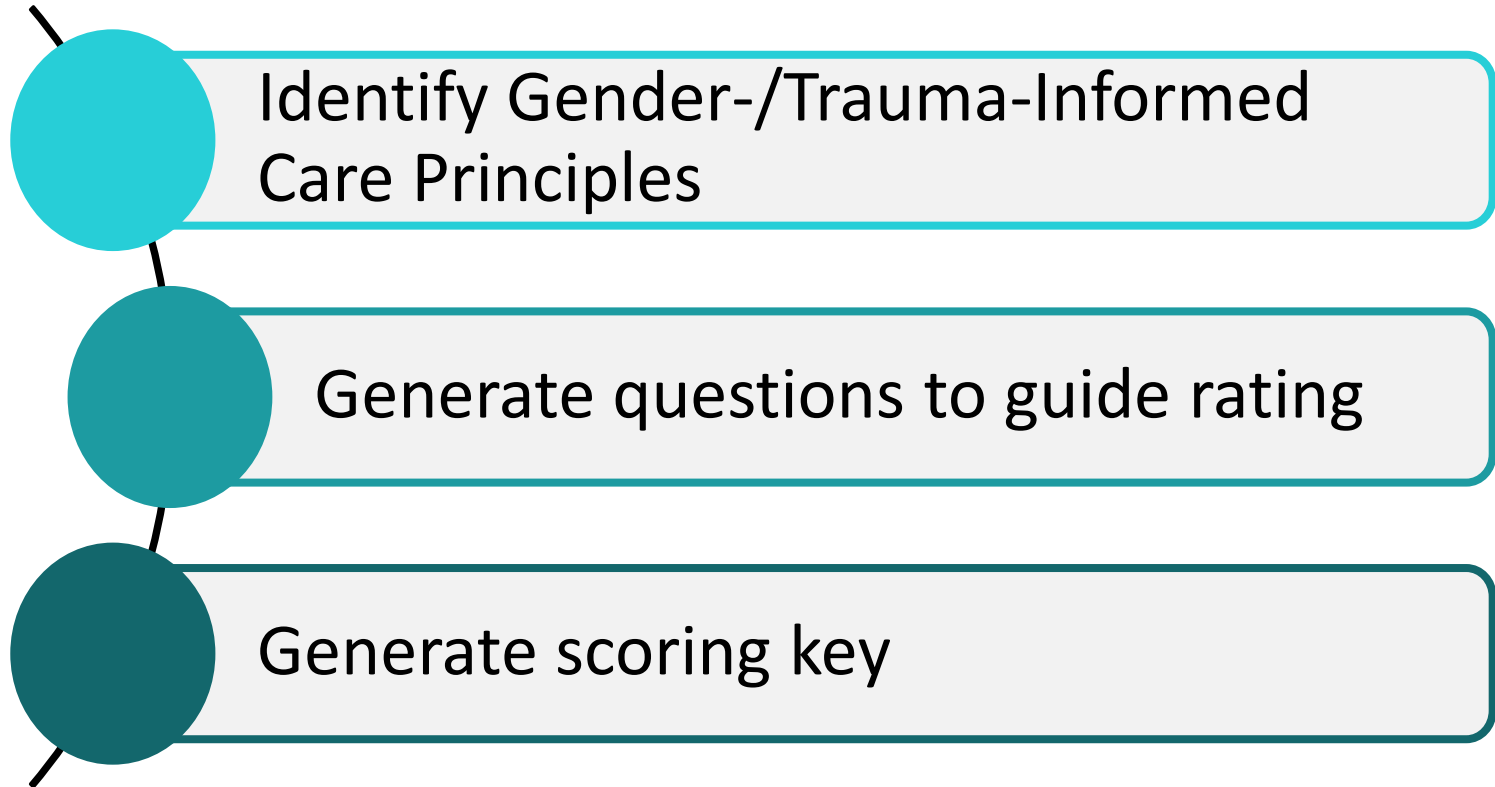 Identify Gender-/Trauma-Informed
Care Principles
Generate questions to guide rating
Generate scoring key